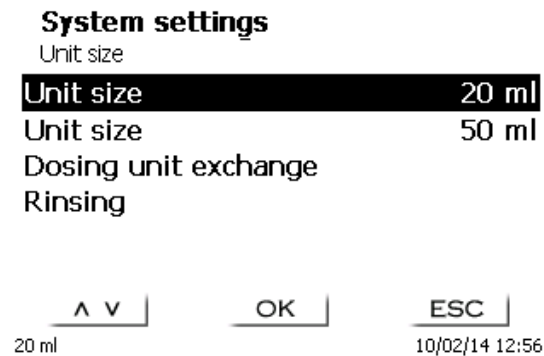 System settings
Unit size
Unit size 20 ml
Unit size 50 ml
Dosing unit exchange
Rinsing
∧ ∨ OK ESC
20 ml 10/02/14 12:56